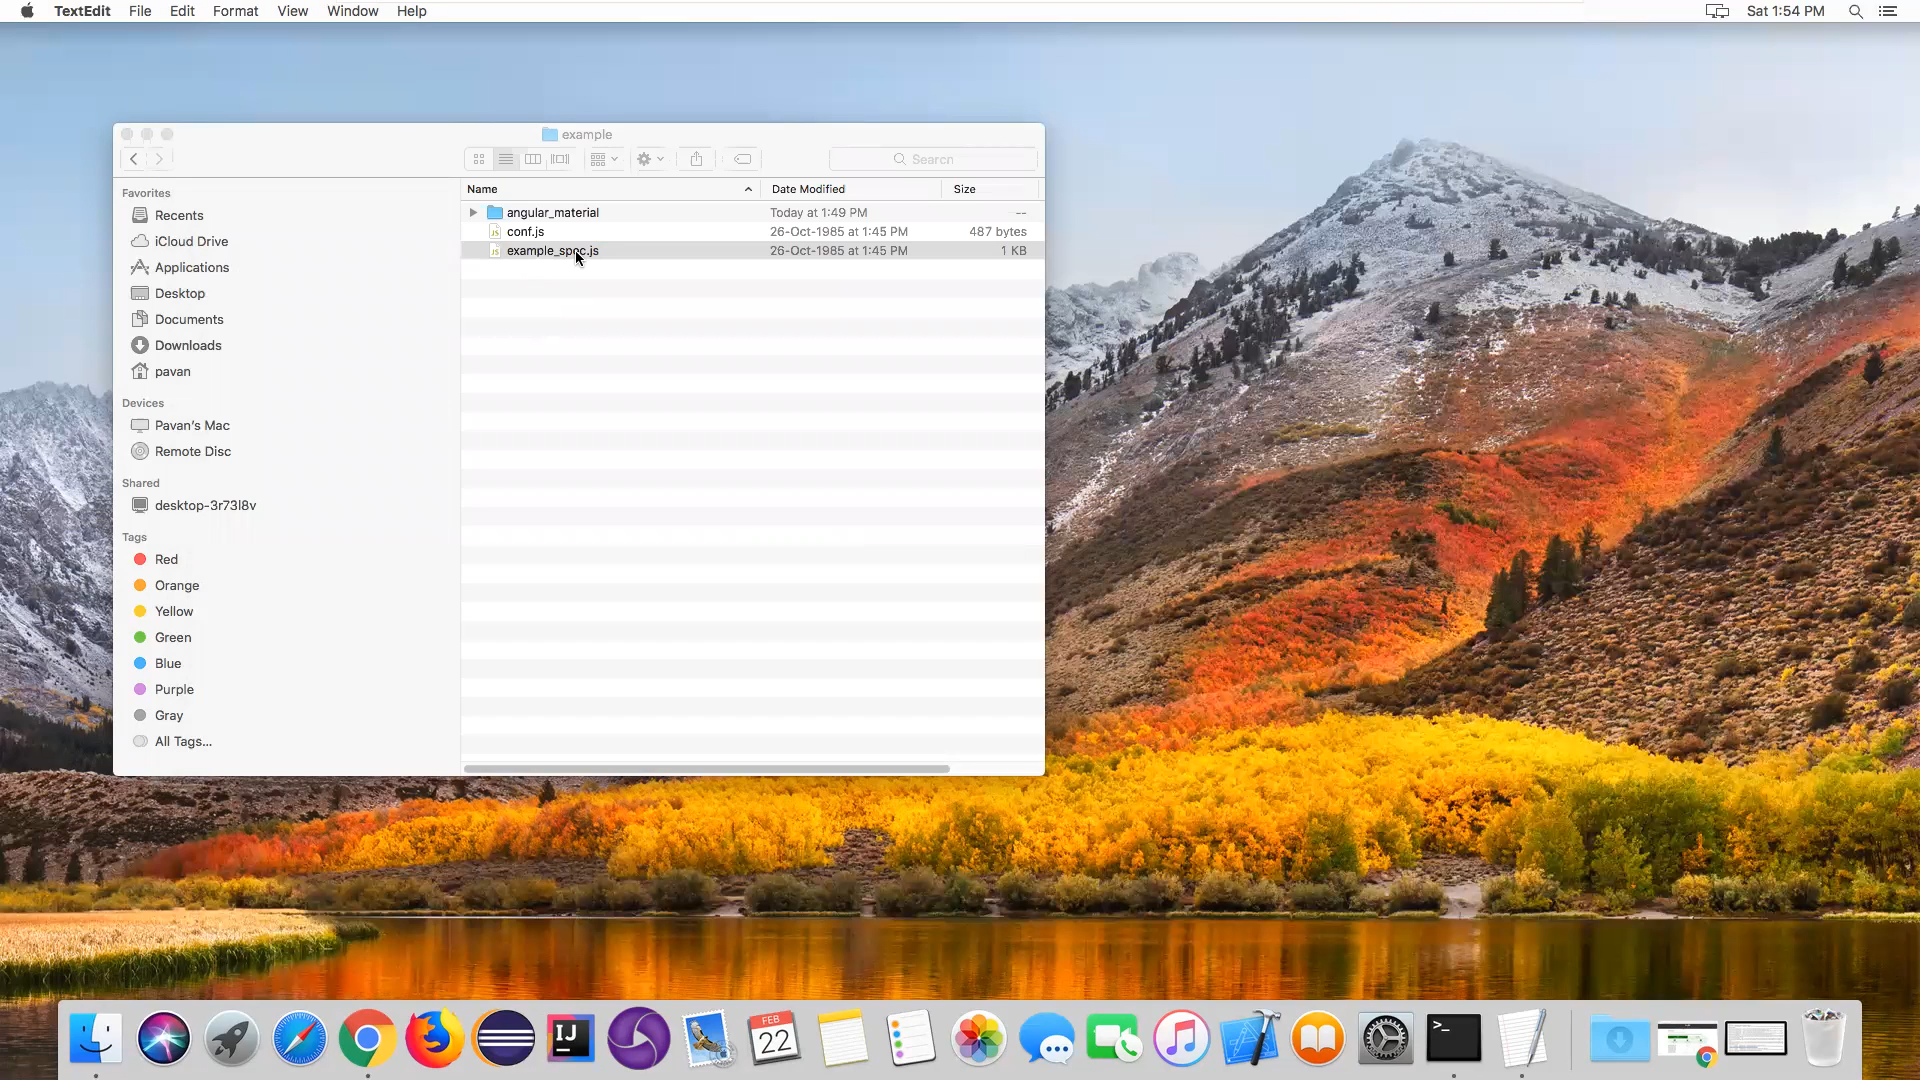 TextEdit File Edit Format View Window Help Sat 1:54 PM
example
Search
Favorites
Recents
iCloud Drive
Applications
Desktop
Documents
Downloads
pavan
Devices
Pavan's Mac
Remote Disc
Shared
desktop-3r73l8v
Tags
Red
Orange
Yellow
Green
Blue
Purple
Gray
All Tags...
Name Date Modified Size
angular_material Today at 1:49 PM --
conf.js 26-Oct-1985 at 1:45 PM 487 bytes
example_spec.js 26-Oct-1985 at 1:45 PM 1 KB
IJ
FEB
22
>_